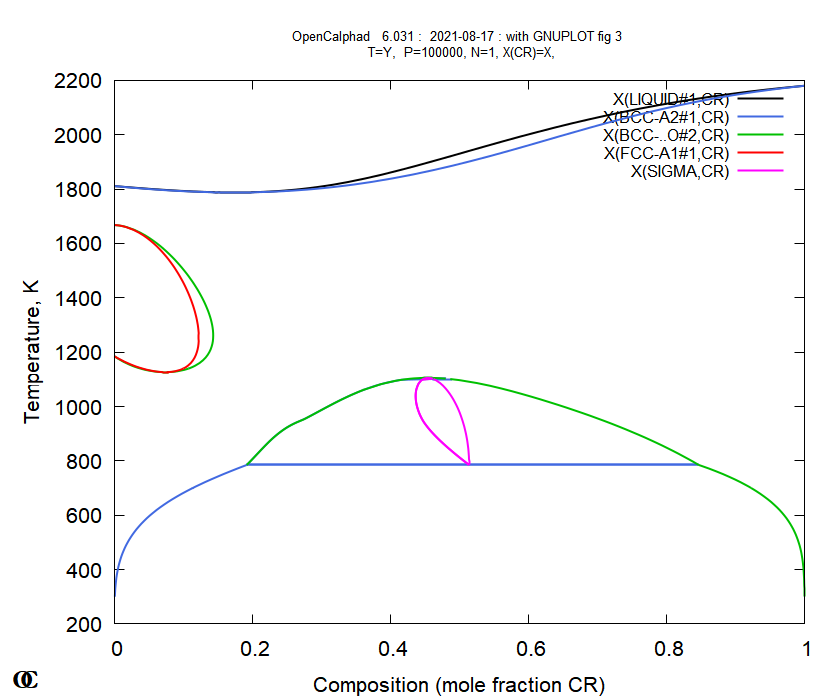 OpenCalphad 6.031 : 2021-08-17 : with GNUPLOT fig 3
T=Y, P=100000, N=1, X(CR)=X,
2200
2000
1800
1600
1400
1200
1000
800
600
400
200
Temperature, K
X(LIQUID#1,CR)
X(BCC-A2#1,CR)
X(BCC-..O#2,CR)
X(FCC-A1#1,CR)
X(SIGMA,CR)
0 0.2 0.4 0.6 0.8 1
Composition (mole fraction CR)
OC